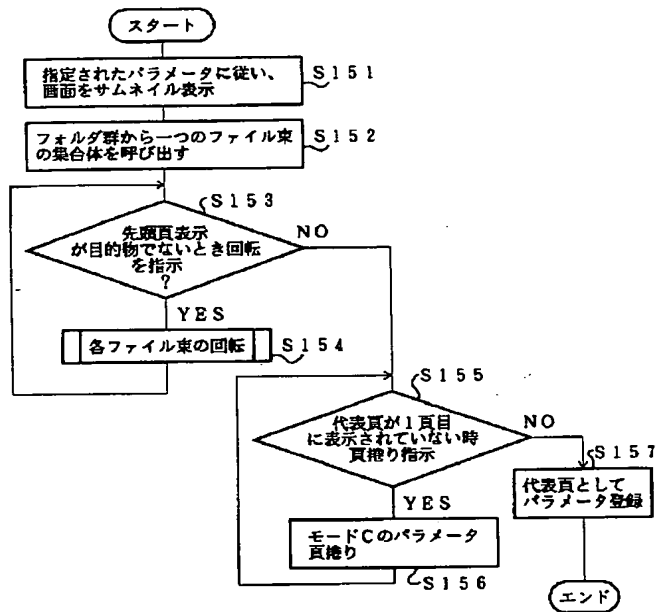 スタート
指定されたパラメータに従い、
画面をサムネイル表示
S151
フォルダ群から一つのファイル束
の集合体を呼び出す
S152
S153
先頭頁表示
が目的物でないとき回転
を指示
?
NO
YES
各ファイル束の回転
S154
S155
代表頁が1頁目
に表示されていない時
頁捲り指示
NO
YES
S157
代表頁として
パラメータ登録
モードCのパラメータ
頁捲り
S156
エンド